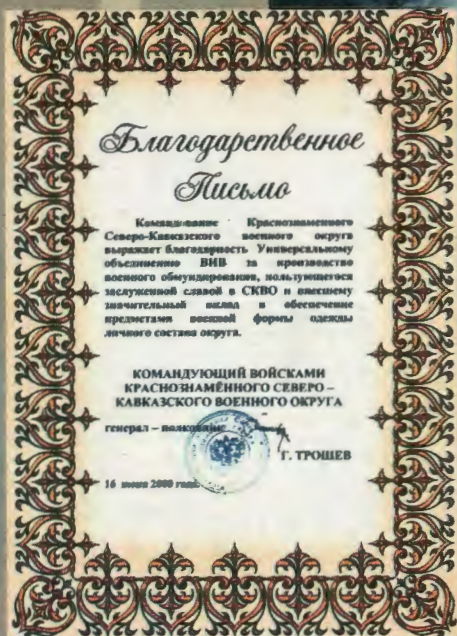 Благодарственное
Письмо
Командование Краснознаменного
Северо-Кавказского военного округа
выражает благодарность Универсальному
объединению ВИВ за производство
военного обмундирования, пользующегося
заслуженной славой в СКВО и внесшему
значительный вклад в обеспечение
предметами военной формы одежды
личного состава округа.
КОМАНДУЮЩИЙ ВОЙСКАМИ
КРАСНОЗНАМЁННОГО СЕВЕРО –
КАВКАЗСКОГО ВОЕННОГО ОКРУГА
генерал – полковник
Г. ТРОШЕВ
16 2000 года